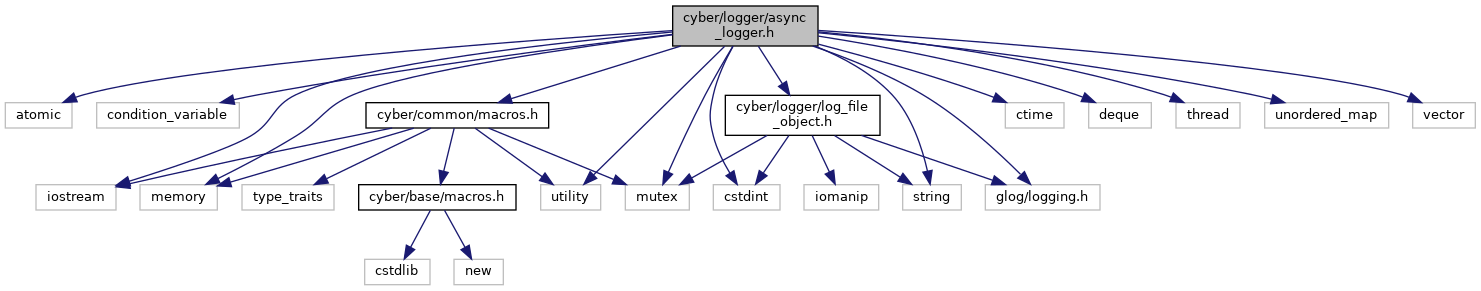 cyber/logger/async
_logger.h
atomic
condition_variable
cyber/common/macros.h
cyber/logger/log_file
_object.h
ctime
deque
thread
unordered_map
vector
iostream
memory
type_traits
cyber/base/macros.h
utility
mutex
cstdint
iomanip
string
glog/logging.h
cstdlib
new